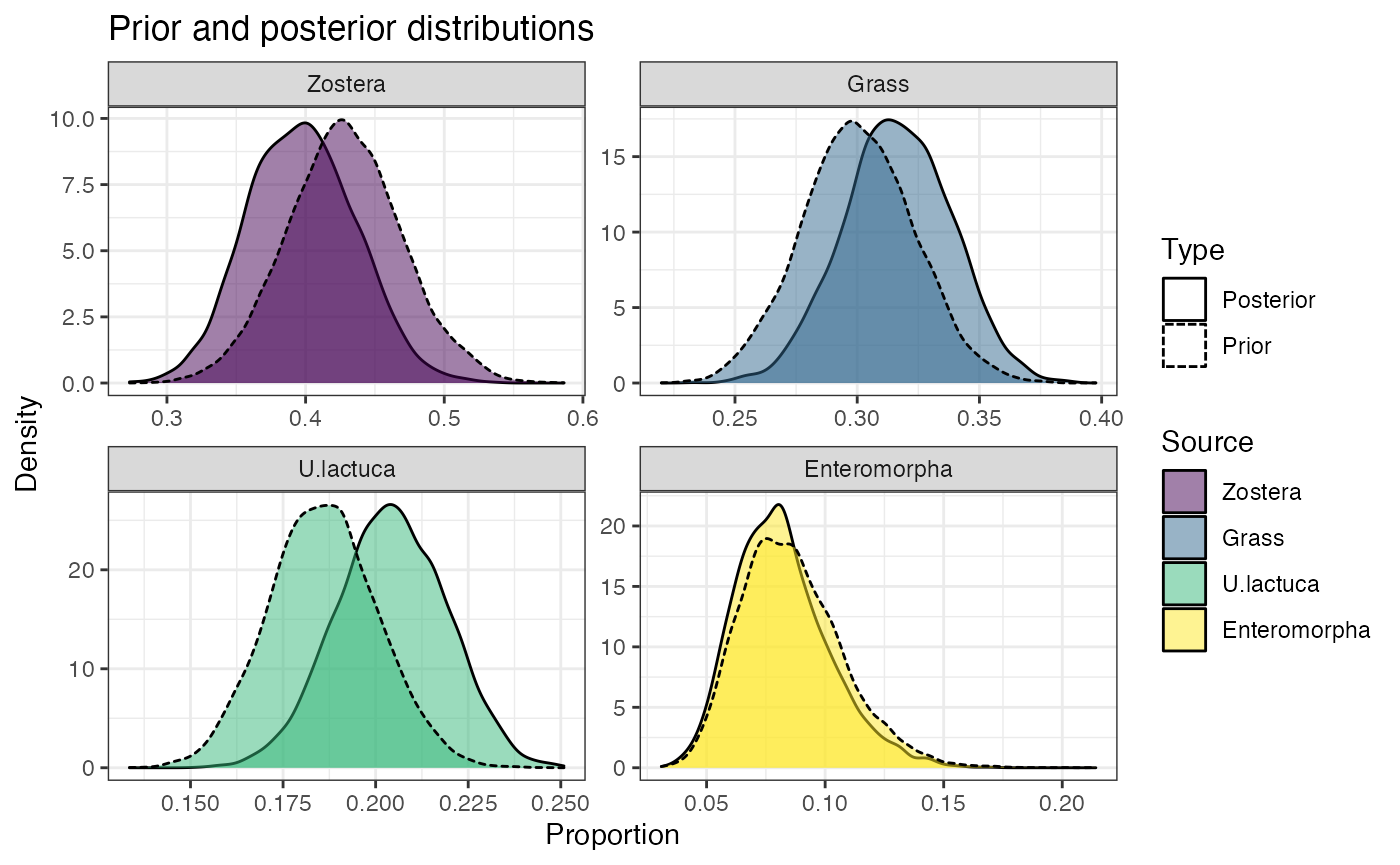 Prior and posterior distributions
Zostera
10.0
7.5
5.0
2.5
0.0
0.3 0.4 0.5 0.6
Grass
15
10
5
0
0.25 0.30 0.35 0.40
Density
U.lactuca
20
10
0
0.150 0.175 0.200 0.225 0.250
Enteromorpha
20
15
10
5
0
0.05 0.10 0.15 0.20
Proportion
Type
Posterior
Prior
Source
Zostera
Grass
U.lactuca
Enteromorpha